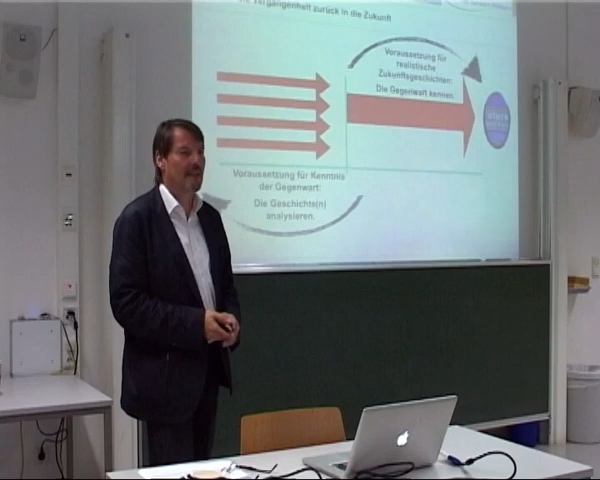 Vergangenheit zurück in die Zukunft
Voraussetzung für
realistische
Zukunftsgeschichten:
Die Gegenwart kennen.
Voraussetzung für Kenntnis
der Gegenwart:
Die Geschichte(n)
analysieren.